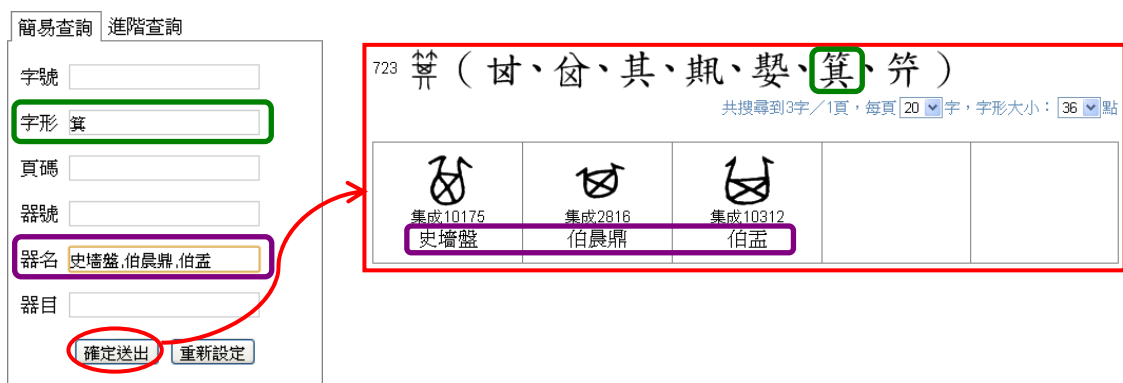 簡易查詢 進階查詢
字號
字形 箕
頁碼
器號
器名 史墻盤,伯晨鼎,伯盂
器目
確定送出 重新設定
723 箕 ( 甘、𠔋、其、𠀠、娸、箕、笄 )
共搜尋到3字／1頁，每頁 20 字，字形大小： 36 點
集成10175 集成2816 集成10312
史墻盤 伯晨鼎 伯盂